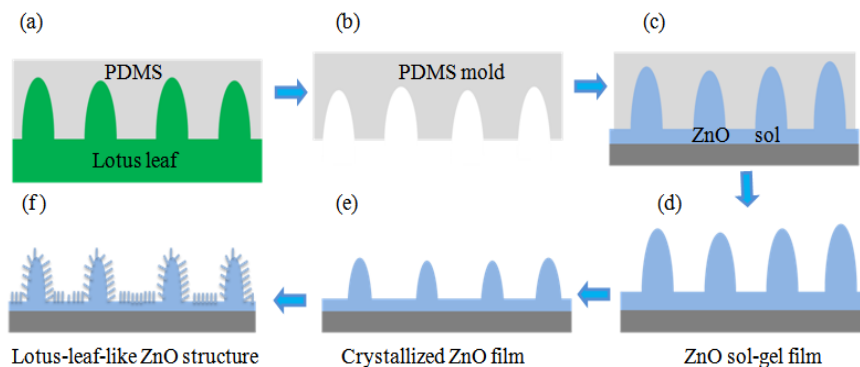 (a)
(b)
(c)
PDMS
PDMS mold
Lotus leaf
ZnO sol
(f)
(e)
(d)
Lotus-leaf-like ZnO structure
Crystallized ZnO film
ZnO sol-gel film